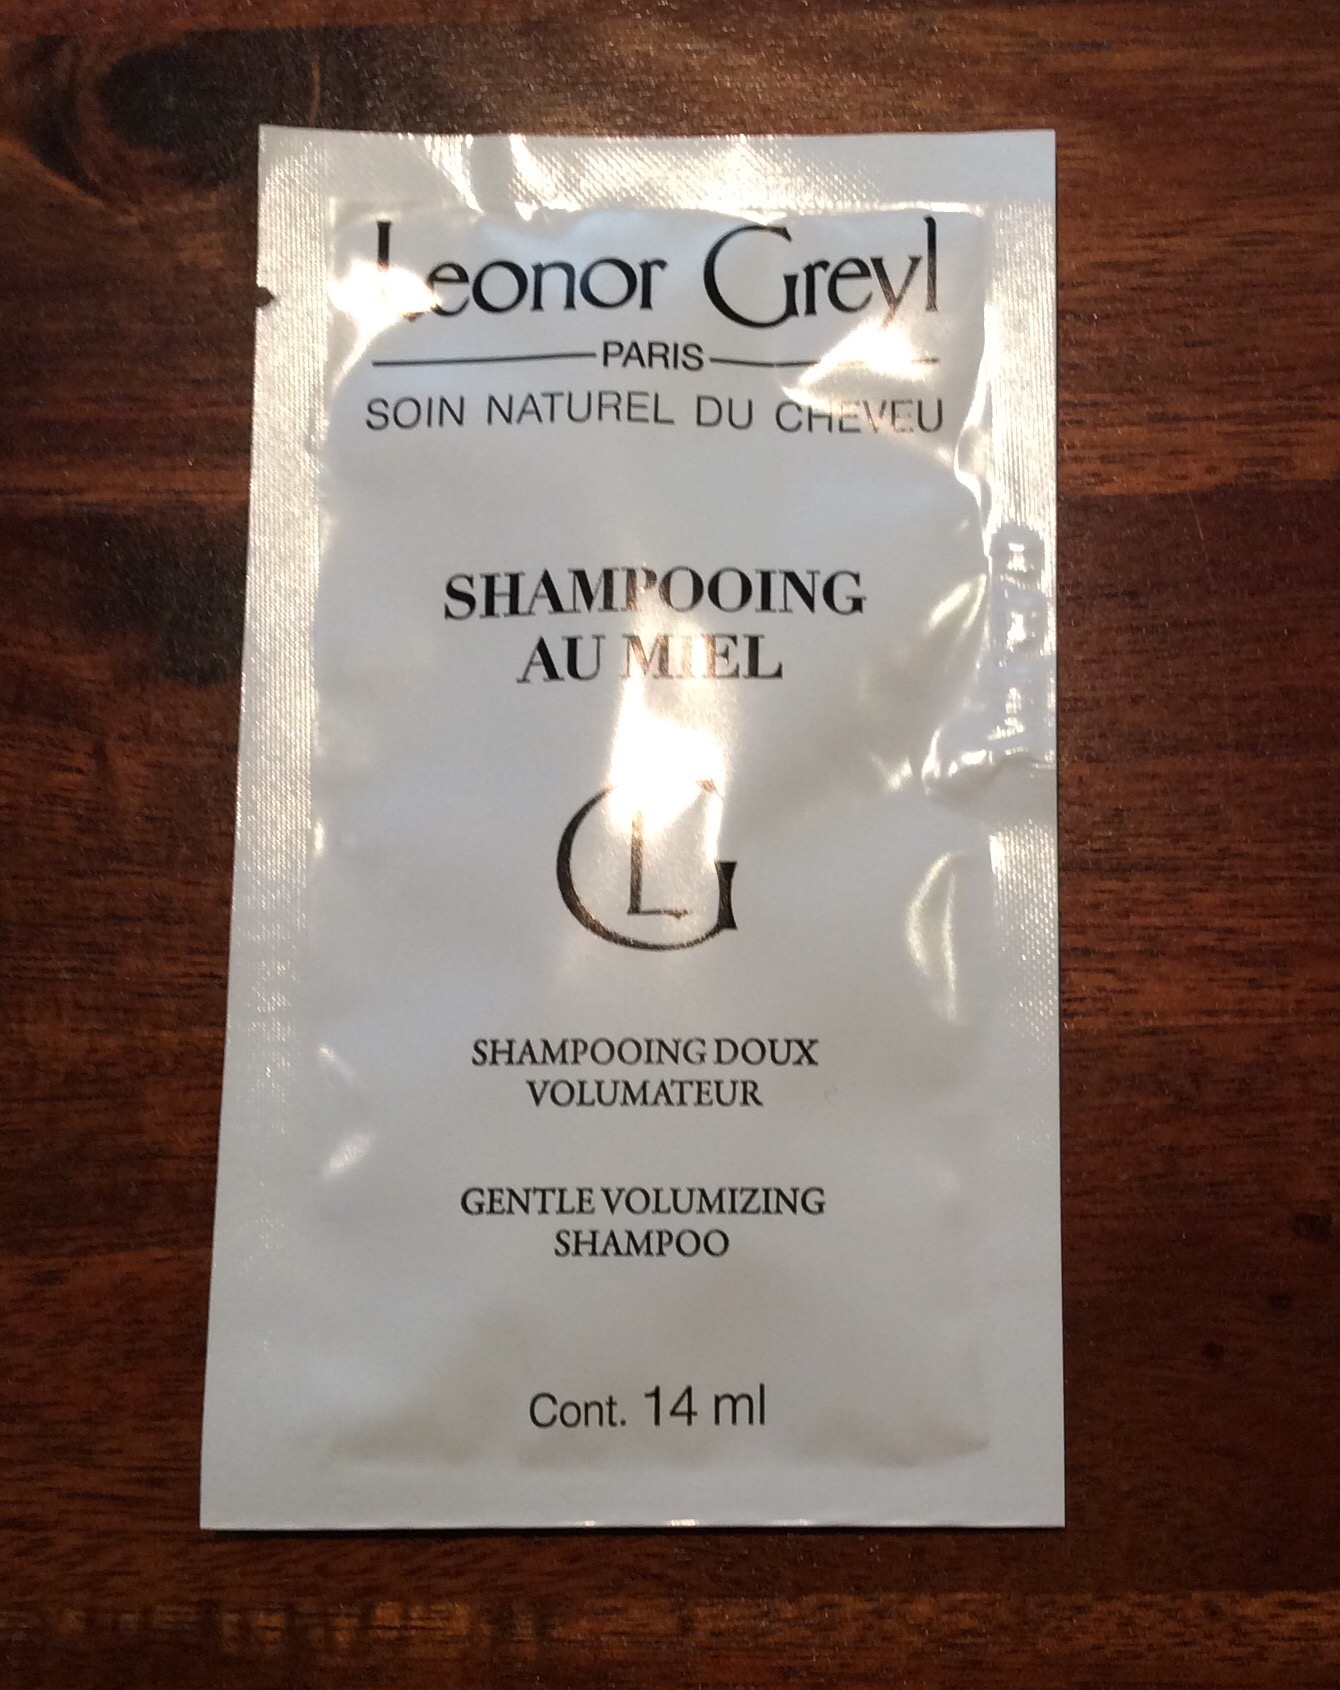 Leonor Greyl
PARIS
SOIN NATUREL DU CHEVEU
SHAMPOOING
AU MIEL
LG
SHAMPOOING DOUX
VOLUMATEUR
GENTLE VOLUMIZING
SHAMPOO
Cont. 14 ml